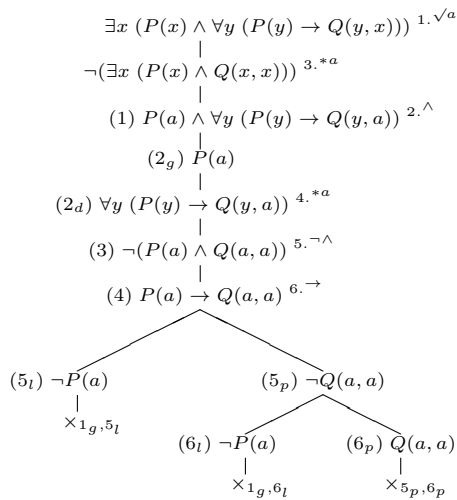 ∃x (P(x) ∧ ∀y (P(y) → Q(y, x))) 1.√a
¬(∃x (P(x) ∧ Q(x, x))) 3.*a
(1) P(a) ∧ ∀y (P(y) → Q(y, a)) 2.∧
(2g) P(a)
(2d) ∀y (P(y) → Q(y, a)) 4.*a
(3) ¬(P(a) ∧ Q(a, a)) 5.¬∧
(4) P(a) → Q(a, a) 6.→
(5l) ¬P(a) (5p) ¬Q(a, a)
×1g,5l
(6l) ¬P(a) (6p) Q(a, a)
×1g,6l ×5p,6p